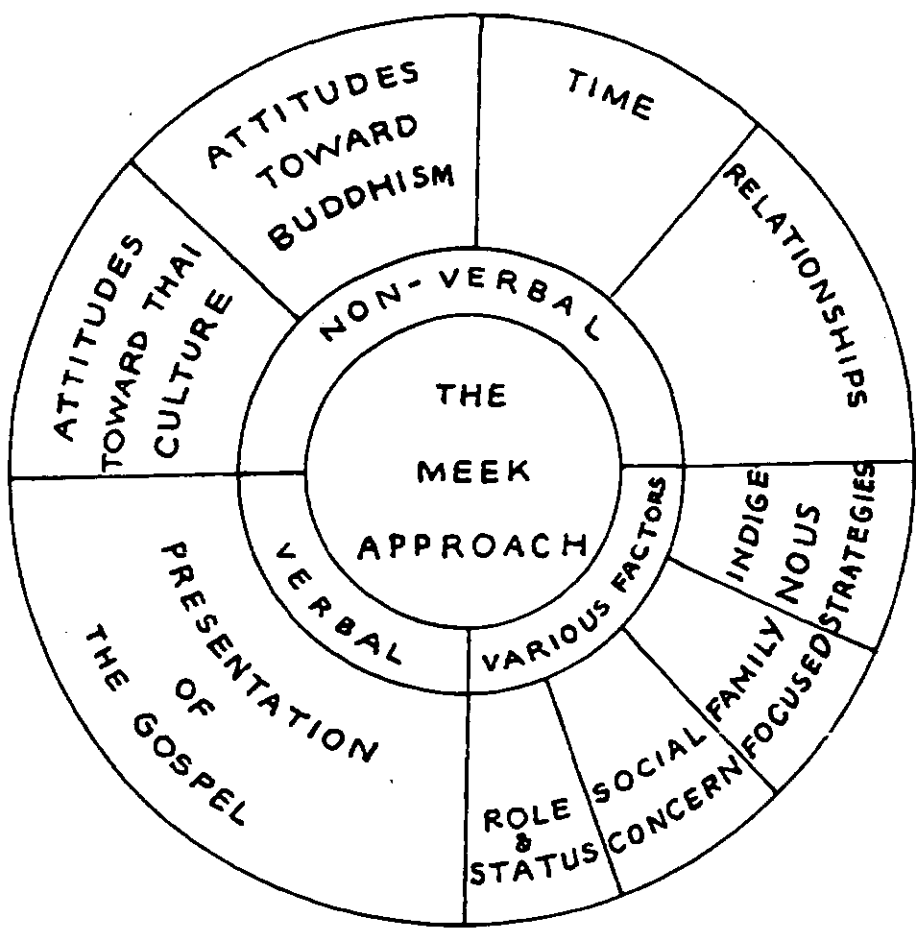 THE
MEEK
APPROACH
NON-VERBAL
ATTITUDES
TOWARD THAI
CULTURE
ATTITUDES
TOWARD
BUDDHISM
TIME
RELATIONSHIPS
VARIOUS FACTORS
INDIGE
NOUS
STRATEGIES
FAMILY
FOCUSED
SOCIAL
CONCERN
ROLE
&
STATUS
VERBAL
PRESENTATION
OF
THE GOSPEL